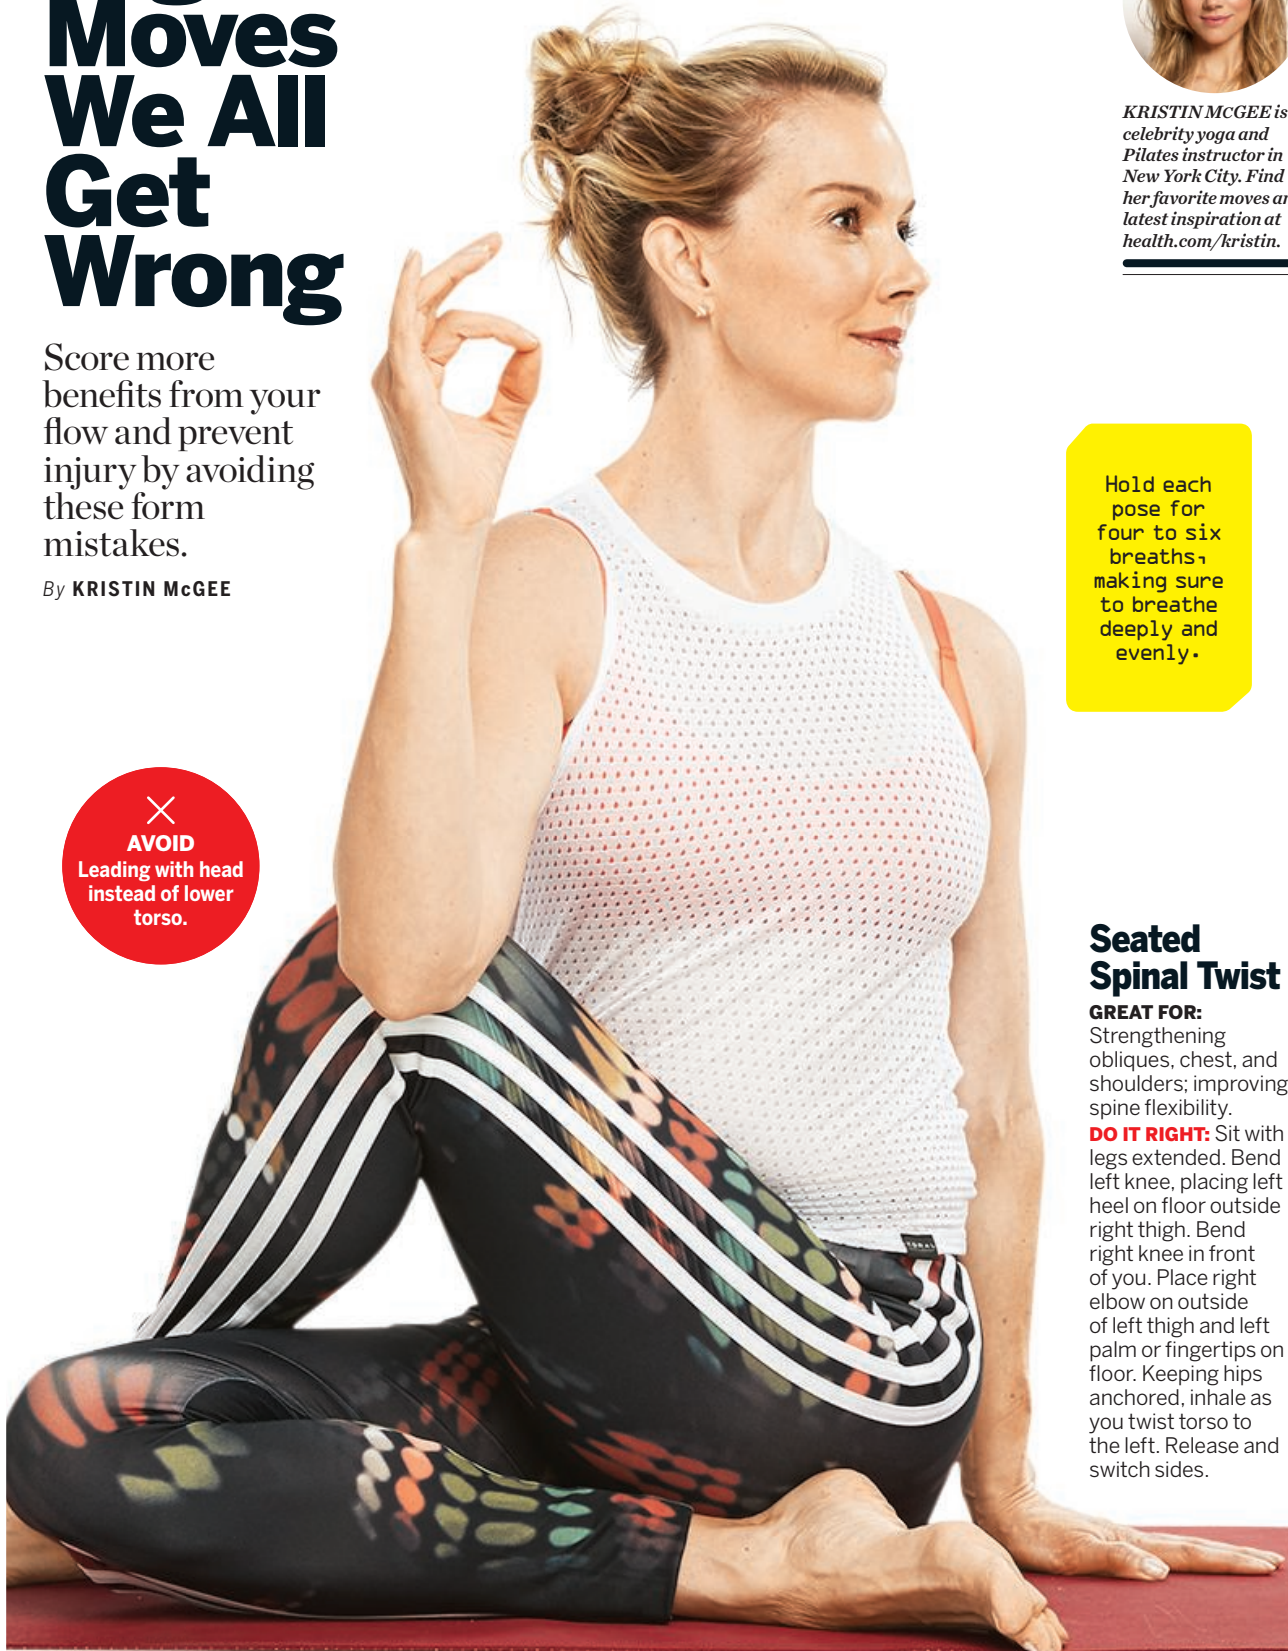 Moves
We All
Get
Wrong
Score more
benefits from your
flow and prevent
injury by avoiding
these form
mistakes.
By KRISTIN McGEE
AVOID
Leading with head
instead of lower
torso.
KRISTIN McGEE is
celebrity yoga and
Pilates instructor in
New York City. Find
her favorite moves
latest inspiration at
health.com/kristin.
Hold each
pose for
four to six
breaths,
making sure
to breathe
deeply and
evenly.
Seated
Spinal Twist
GREAT FOR:
Strengthening
obliques, chest, and
shoulders; improving
spine flexibility.
DO IT RIGHT: Sit with
legs extended. Bend
left knee, placing left
heel on floor outside
right thigh. Bend
right knee in front
of you. Place right
elbow on outside
of left thigh and left
palm or fingertips on
floor. Keeping hips
anchored, inhale as
you twist torso to
the left. Release and
switch sides.